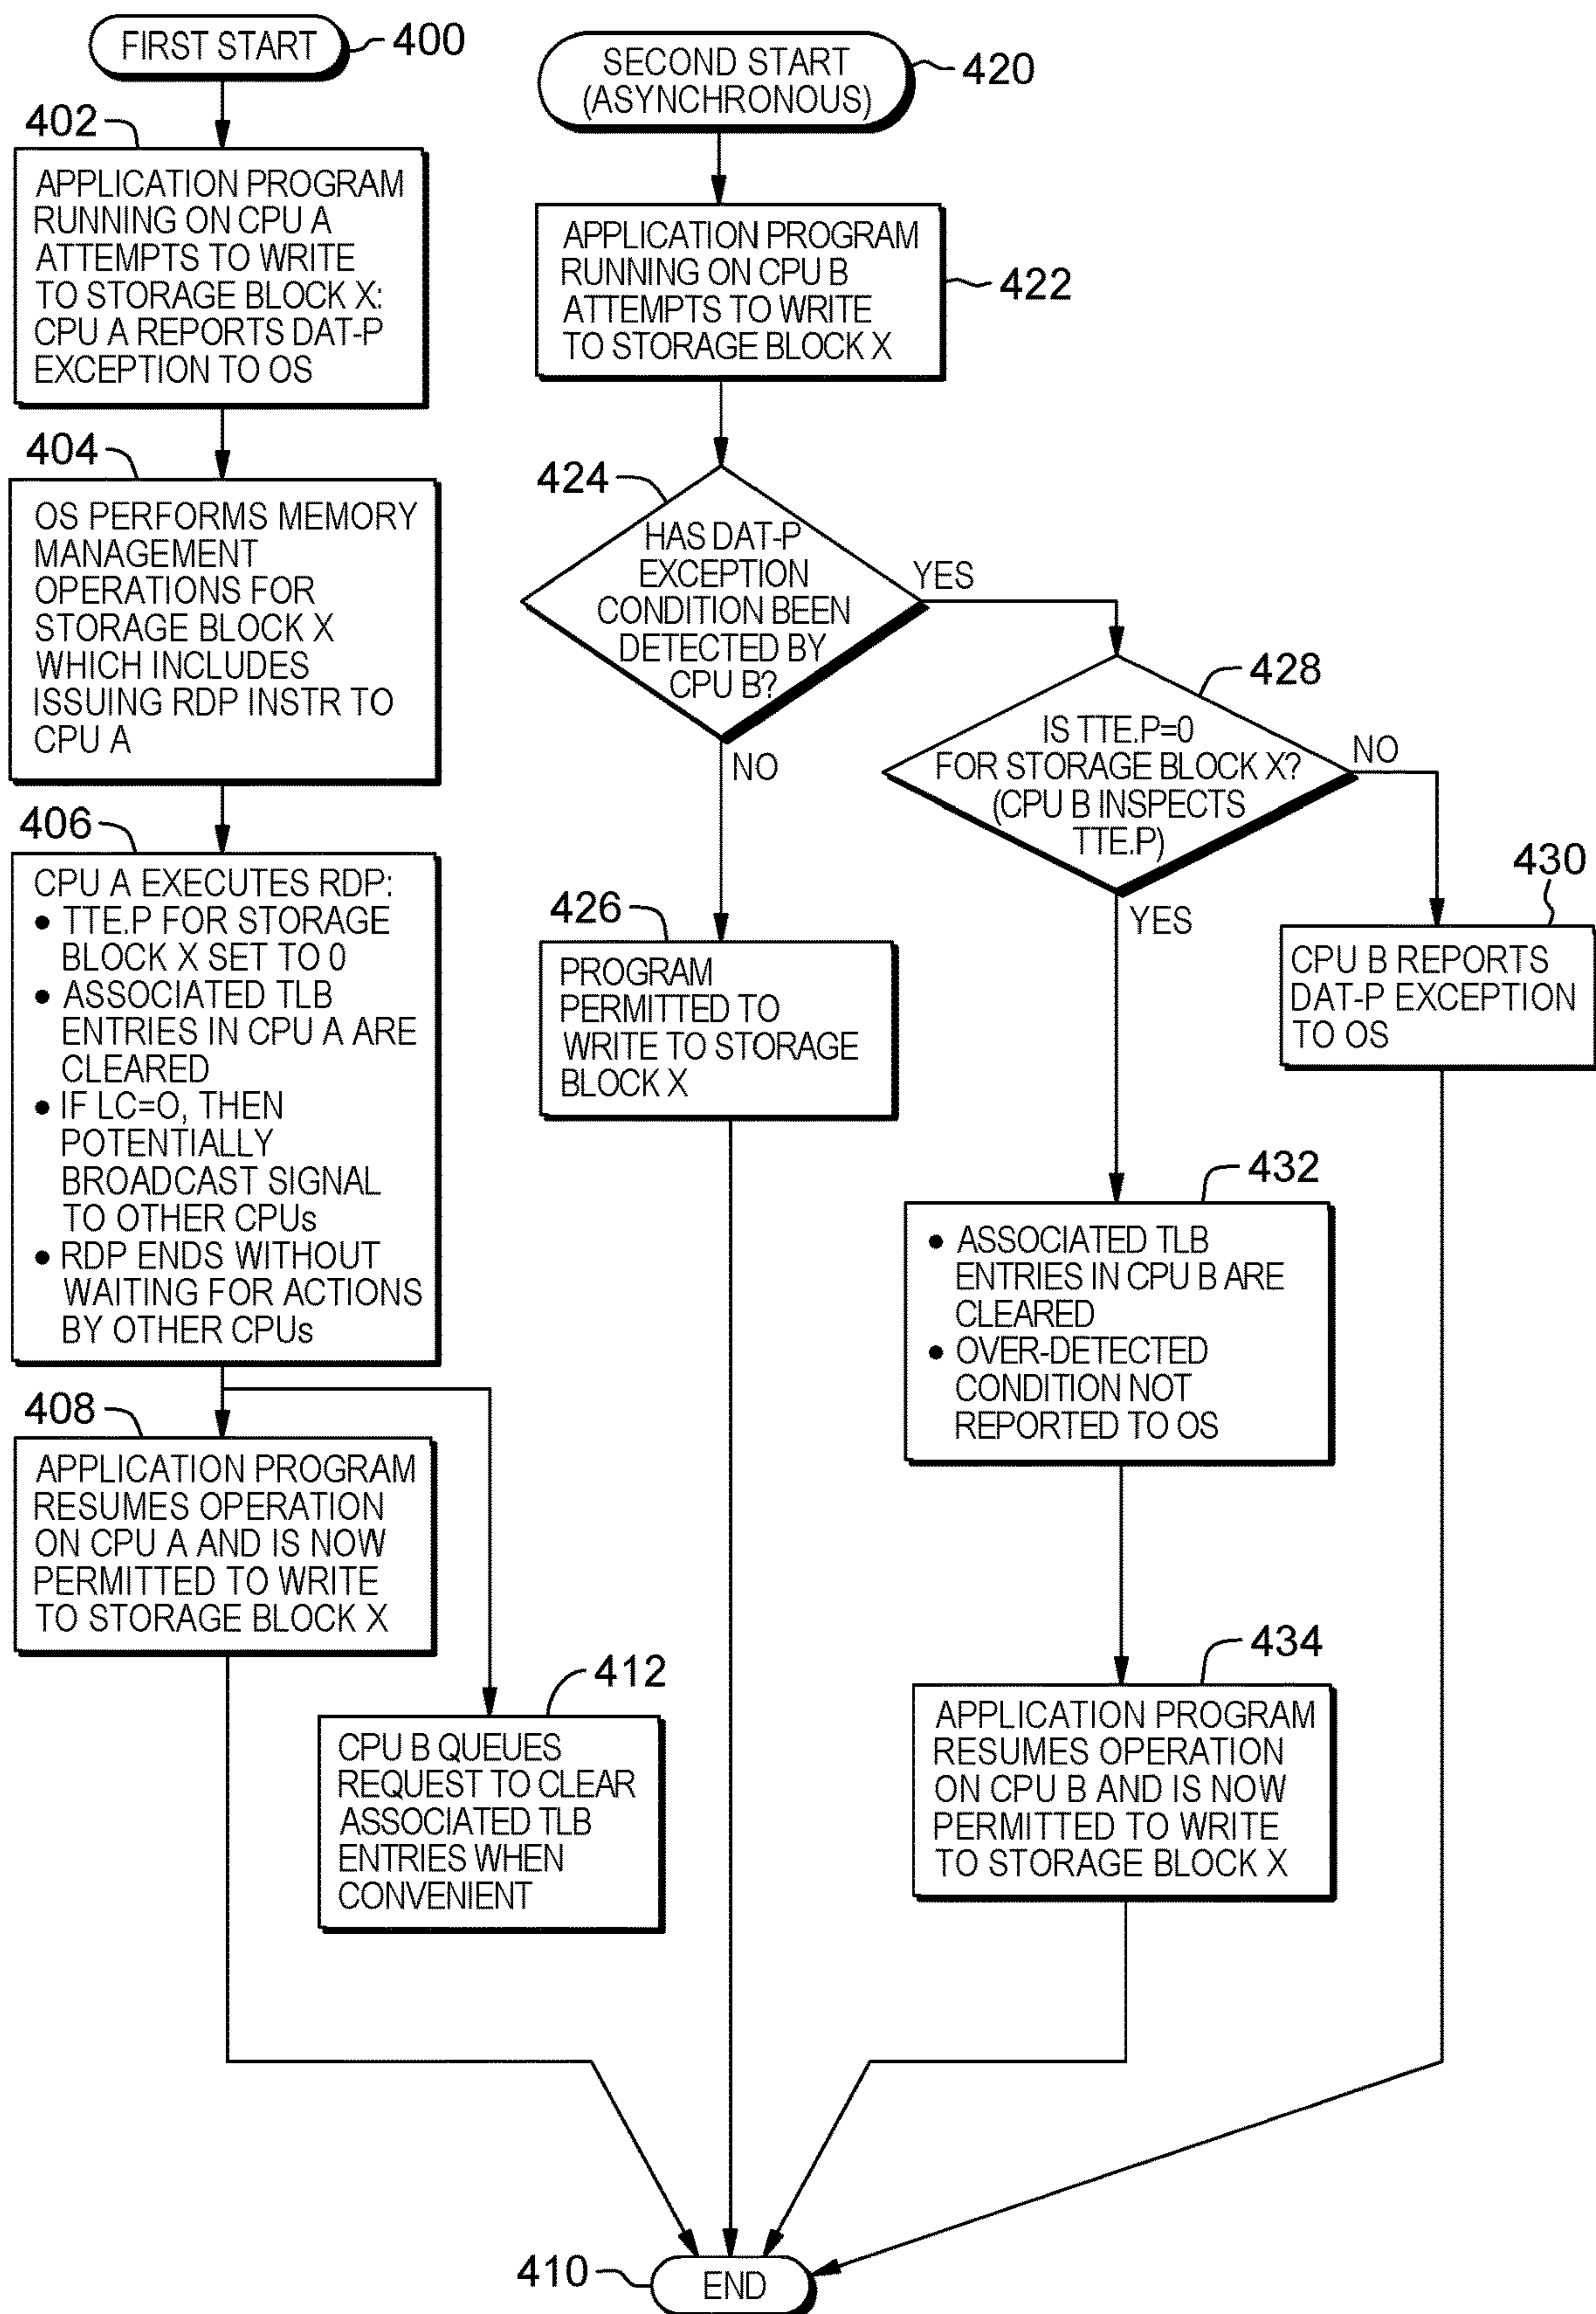 FIRST START
400
402
APPLICATION PROGRAM
RUNNING ON CPU A
ATTEMPTS TO WRITE
TO STORAGE BLOCK X:
CPU A REPORTS DAT-P
EXCEPTION TO OS
404
OS PERFORMS MEMORY
MANAGEMENT
OPERATIONS FOR
STORAGE BLOCK X
WHICH INCLUDES
ISSUING RDP INSTR TO
CPU A
406
CPU A EXECUTES RDP:
• TTE.P FOR STORAGE
BLOCK X SET TO 0
• ASSOCIATED TLB
ENTRIES IN CPU A ARE
CLEARED
• IF LC=O, THEN
POTENTIALLY
BROADCAST SIGNAL
TO OTHER CPUs
• RDP ENDS WITHOUT
WAITING FOR ACTIONS
BY OTHER CPUs
408
APPLICATION PROGRAM
RESUMES OPERATION
ON CPU A AND IS NOW
PERMITTED TO WRITE
TO STORAGE BLOCK X
412
CPU B QUEUES
REQUEST TO CLEAR
ASSOCIATED TLB
ENTRIES WHEN
CONVENIENT
SECOND START
(ASYNCHRONOUS)
420
APPLICATION PROGRAM
RUNNING ON CPU B
ATTEMPTS TO WRITE
TO STORAGE BLOCK X
422
424
HAS DAT-P
EXCEPTION
CONDITION BEEN
DETECTED BY
CPU B?
YES
NO
426
PROGRAM
PERMITTED TO
WRITE TO STORAGE
BLOCK X
428
IS TTE.P=0
FOR STORAGE BLOCK X?
(CPU B INSPECTS
TTE.P)
NO
YES
430
CPU B REPORTS
DAT-P EXCEPTION
TO OS
432
• ASSOCIATED TLB
ENTRIES IN CPU B ARE
CLEARED
• OVER-DETECTED
CONDITION NOT
REPORTED TO OS
434
APPLICATION PROGRAM
RESUMES OPERATION
ON CPU B AND IS NOW
PERMITTED TO WRITE
TO STORAGE BLOCK X
410
END